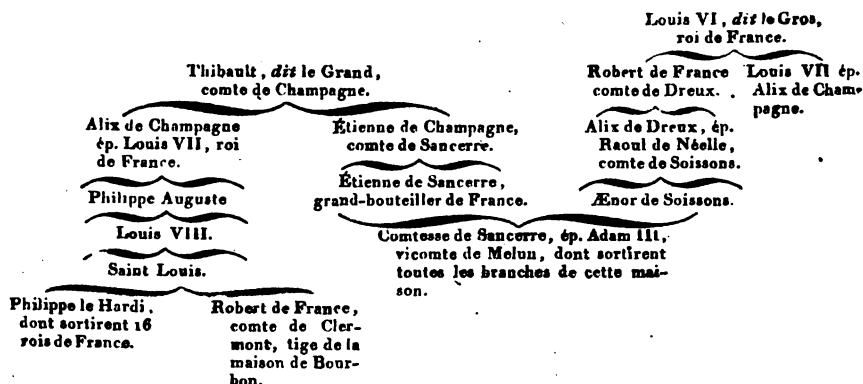 Louis VI, dit le Gros,
roi de France.
Thibault, dit le Grand,
comte de Champagne.
Robert de France
comte de Dreux.
Louis VII ép.
Alix de Cham-
pagne.
Alix de Champagne
ép. Louis VII, roi
de France.
Étienne de Champagne,
comte de Sancerre.
Alix de Dreux, ép.
Raoul de Néelle,
comte de Soissons.
Philippe Auguste
Étienne de Sancerre,
grand-bouteiller de France.
Ænor de Soissons.
Louis VIII.
Comtesse de Sancerre, ép. Adam III,
vicomte de Melun, dont sortirent
toutes les branches de cette mai-
son.
Saint Louis.
Philippe le Hardi,
dont sortirent 16
rois de France.
Robert de France,
comte de Cler-
mont, tige de la
maison de Bour-
bon.